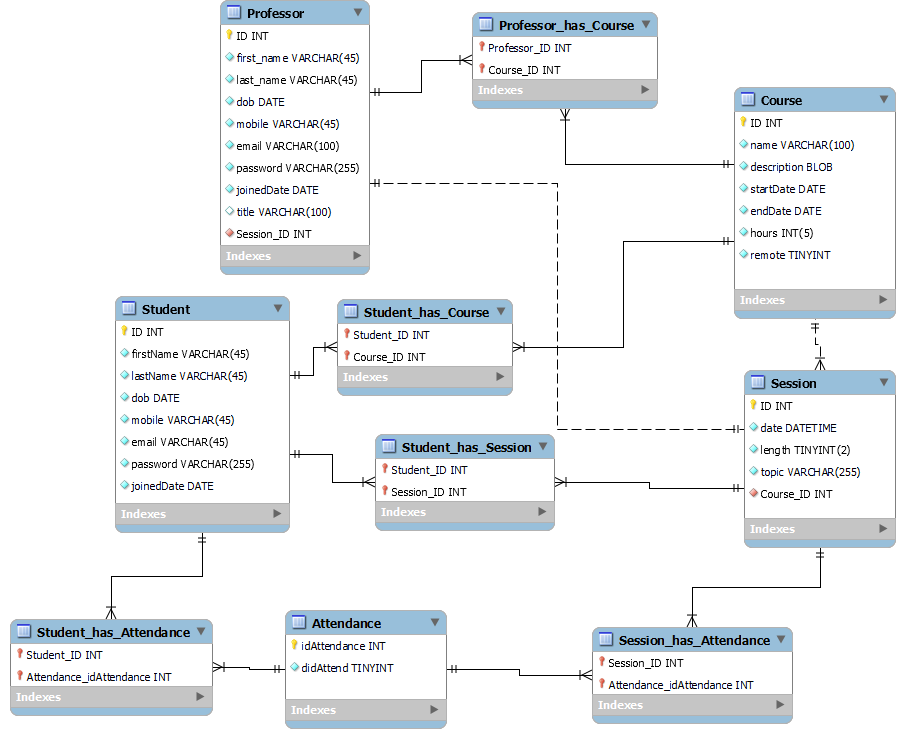 Professor
ID INT
first_name VARCHAR(45)
last_name VARCHAR(45)
dob DATE
mobile VARCHAR(45)
email VARCHAR(100)
password VARCHAR(255)
joinedDate DATE
title VARCHAR(100)
Session_ID INT
Indexes
Professor_has_Course
Professor_ID INT
Course_ID INT
Indexes
Course
ID INT
name VARCHAR(100)
description BLOB
startDate DATE
endDate DATE
hours INT(5)
remote TINYINT
Indexes
Student
ID INT
firstName VARCHAR(45)
lastName VARCHAR(45)
dob DATE
mobile VARCHAR(45)
email VARCHAR(45)
password VARCHAR(255)
joinedDate DATE
Indexes
Student_has_Course
Student_ID INT
Course_ID INT
Indexes
Student_has_Session
Student_ID INT
Session_ID INT
Indexes
Session
ID INT
date DATETIME
length TINYINT(2)
topic VARCHAR(255)
Course_ID INT
Indexes
Student_has_Attendance
Student_ID INT
Attendance_idAttendance INT
Indexes
Attendance
idAttendance INT
didAttend TINYINT
Indexes
Session_has_Attendance
Session_ID INT
Attendance_idAttendance INT
Indexes